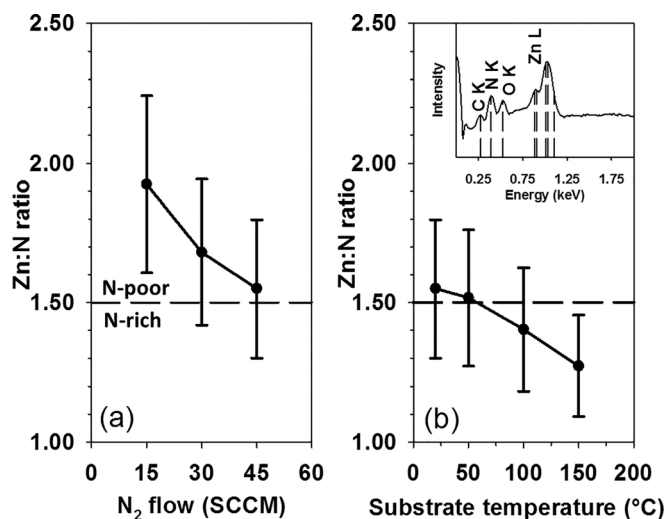 2.50
2.00
1.50
1.00
Zn:N ratio
N-poor
N-rich
(a)
0 15 30 45 60
N₂ flow (SCCM)
2.50
2.00
1.50
1.00
Zn:N ratio
(b)
0 50 100 150 200
Substrate temperature (°C)
Intensity
C K
N K
O K
Zn L
0.25 0.75 1.25 1.75
Energy (keV)